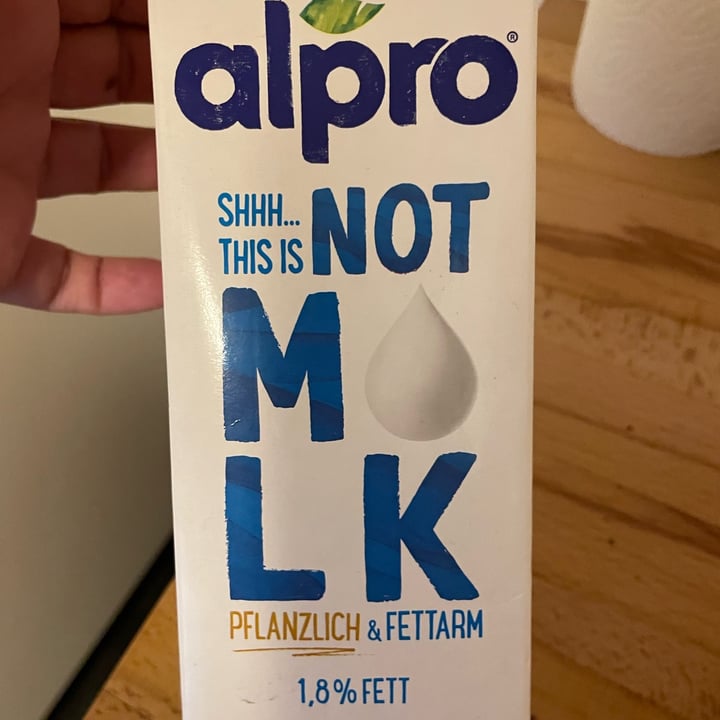 alpro®
SHHH...
THIS IS NOT
M LK
PFLANZLICH & FETTARM
1,8% FETT